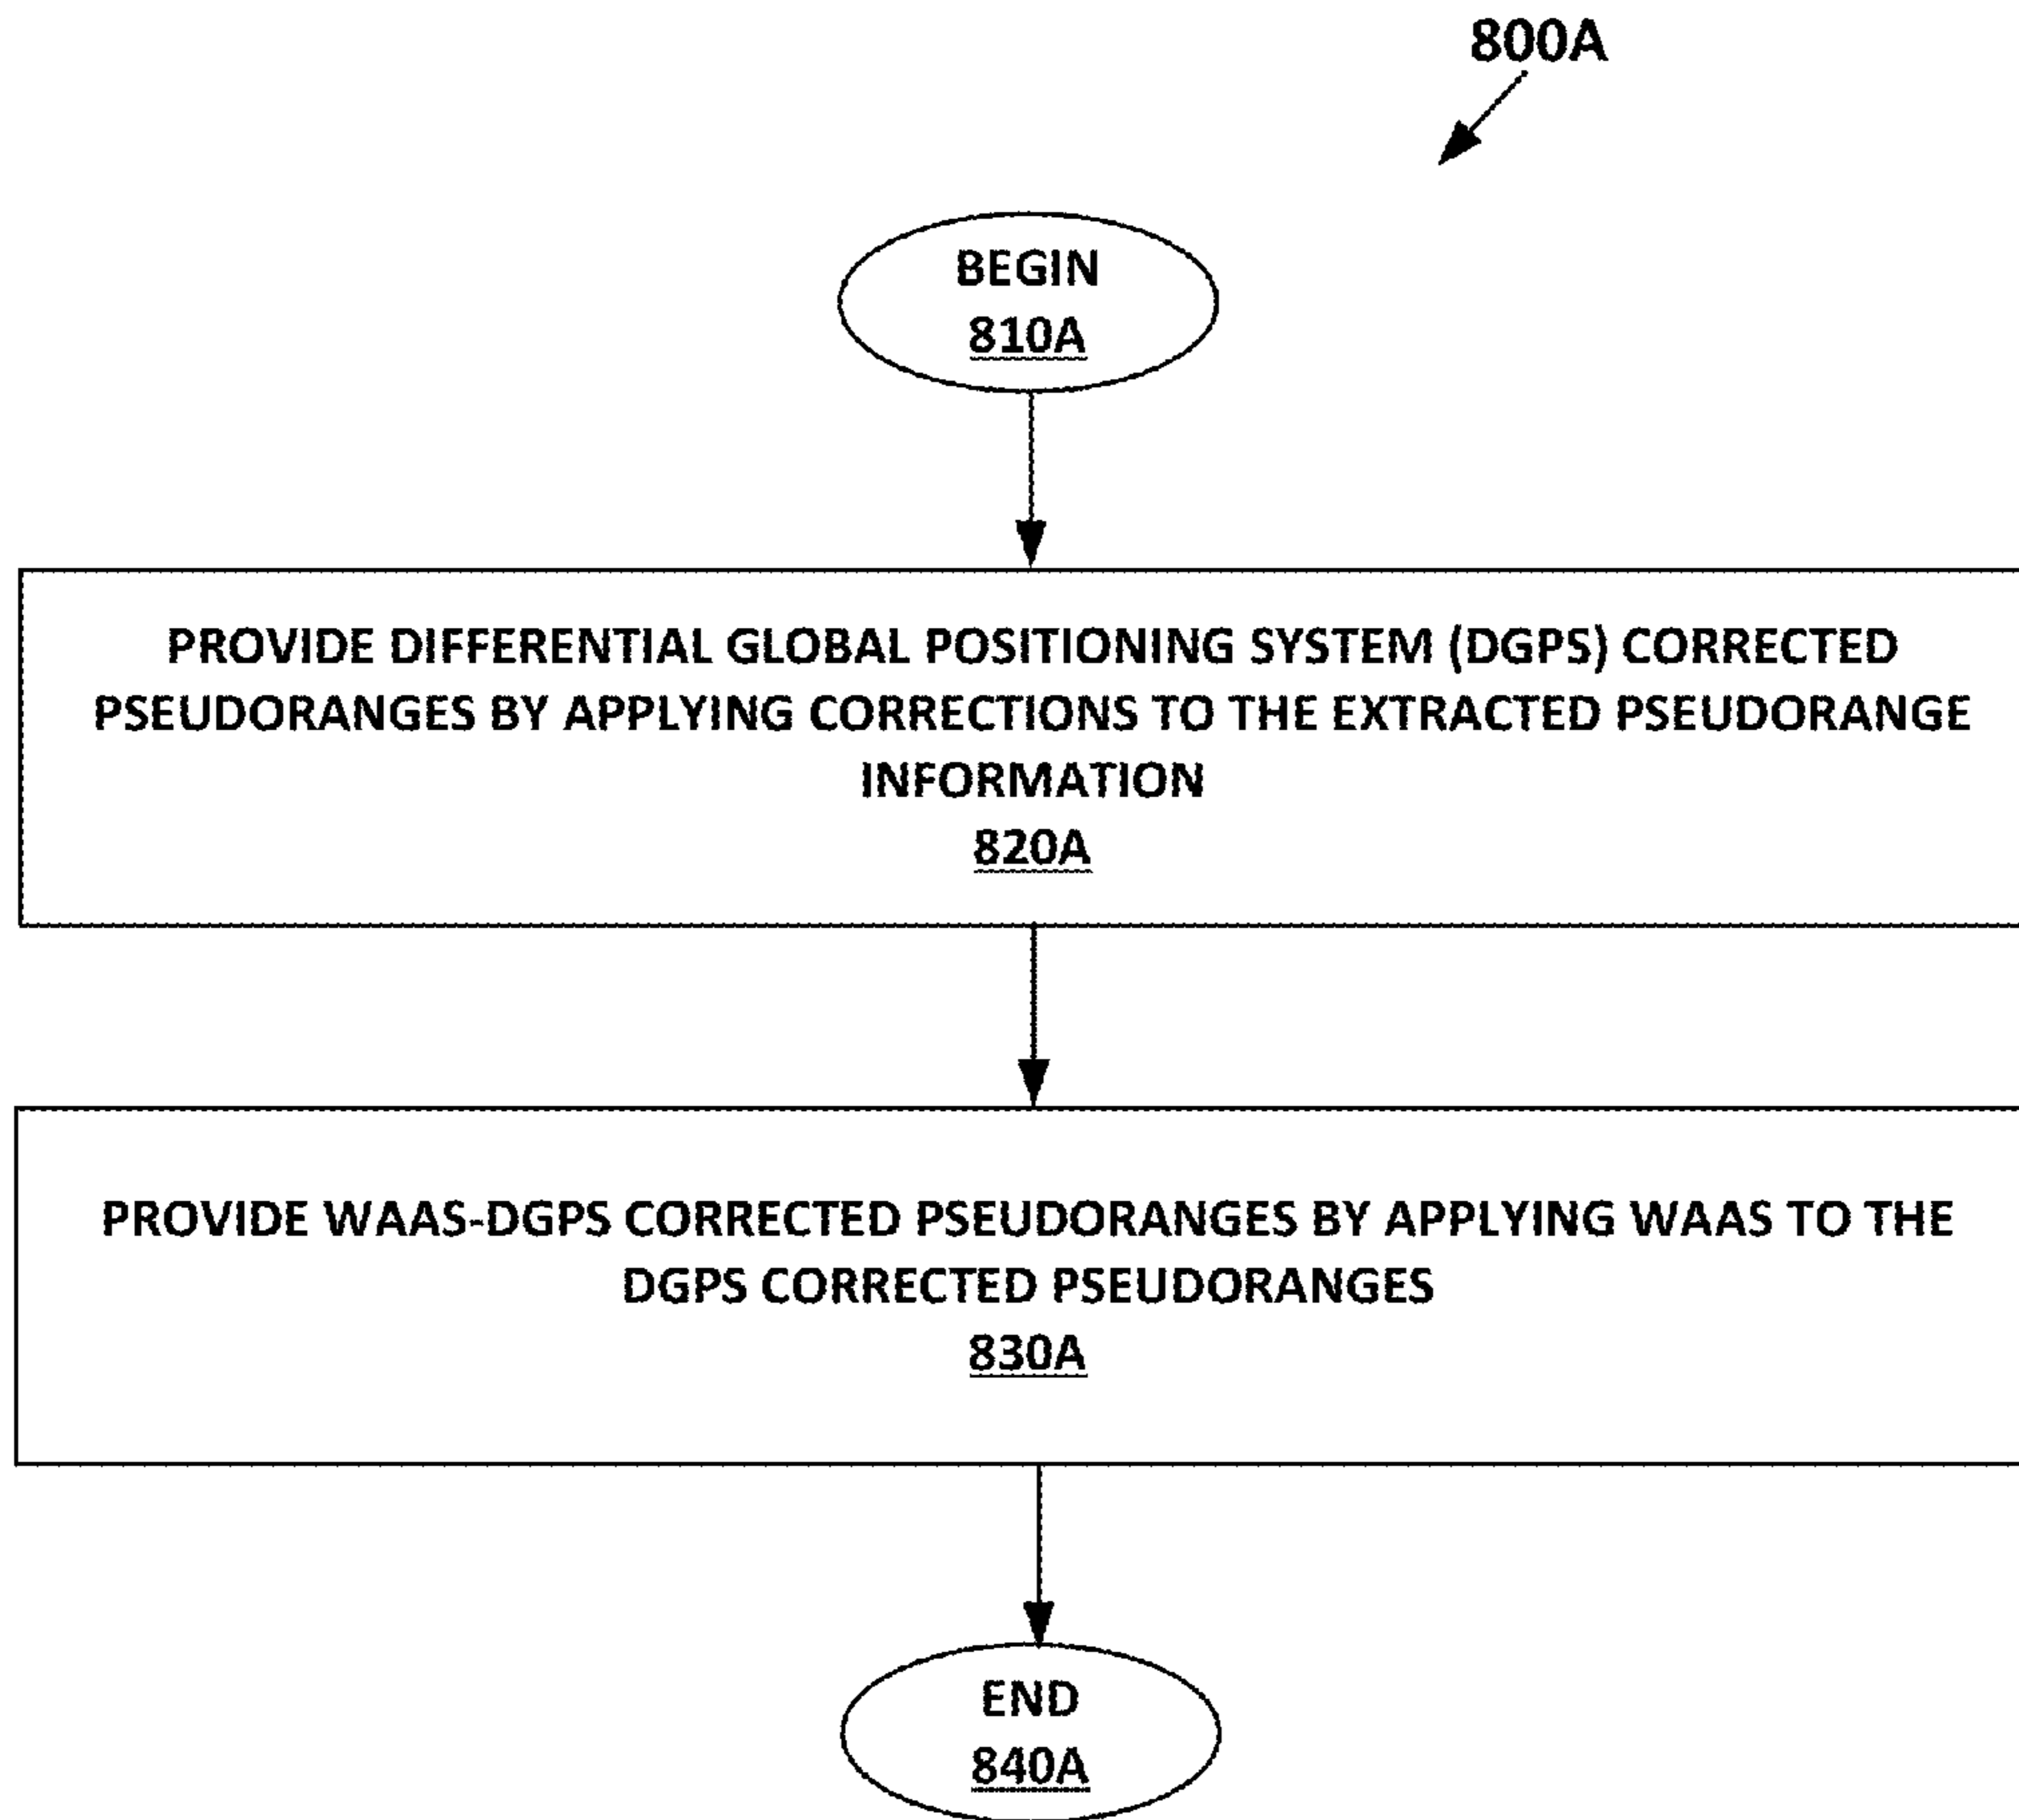 800A
BEGIN
810A
PROVIDE DIFFERENTIAL GLOBAL POSITIONING SYSTEM (DGPS) CORRECTED
PSEUDORANGES BY APPLYING CORRECTIONS TO THE EXTRACTED PSEUDORANGE
INFORMATION
820A
PROVIDE WAAS-DGPS CORRECTED PSEUDORANGES BY APPLYING WAAS TO THE
DGPS CORRECTED PSEUDORANGES
830A
END
840A